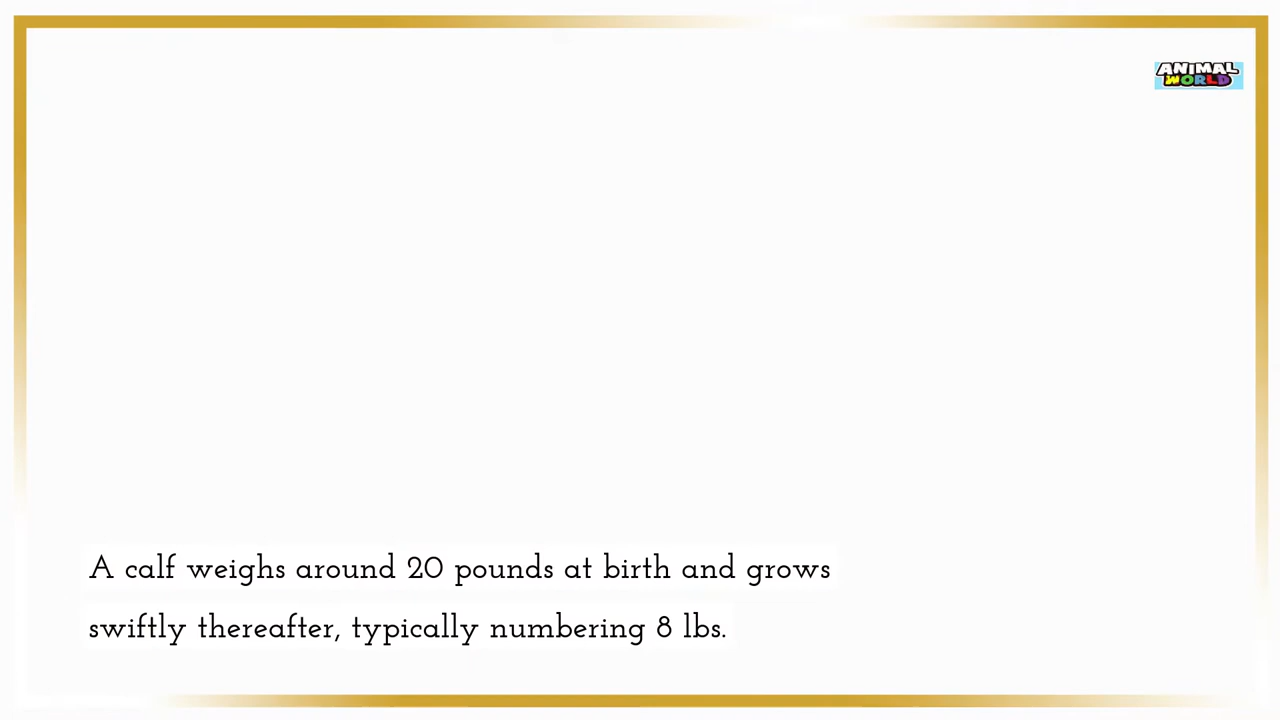 ANIMAL
WORLD
A calf weighs around 20 pounds at birth and grows
swiftly thereafter, typically numbering 8 lbs.